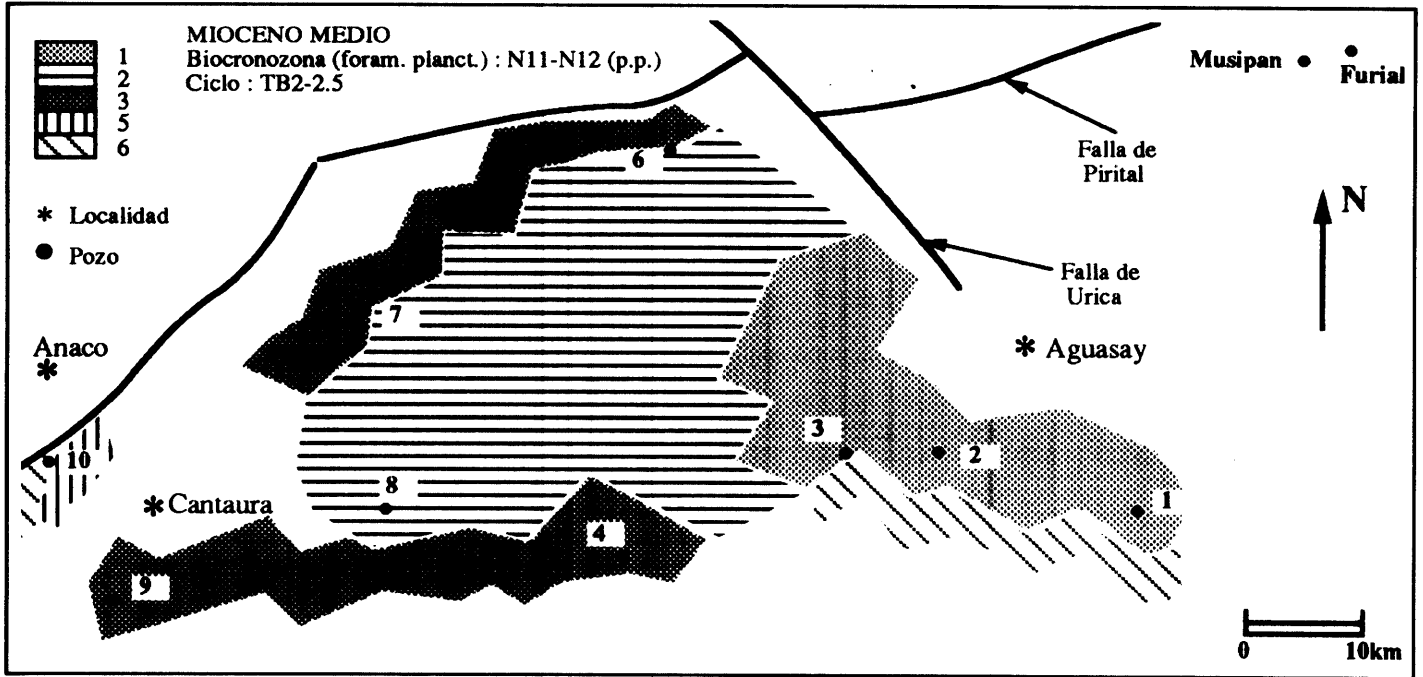 MIOCENO MEDIO
Biocronozona (foram. planct.) : N11-N12 (p.p.)
Ciclo : TB2-2.5
1
2
3
5
6
* Localidad
● Pozo
Musipan
Furial
Falla de
Pirital
N
Falla de
Urica
6
7
Anaco
Aguasay
3
2
1
10
8
Cantaura
4
9
0 10km